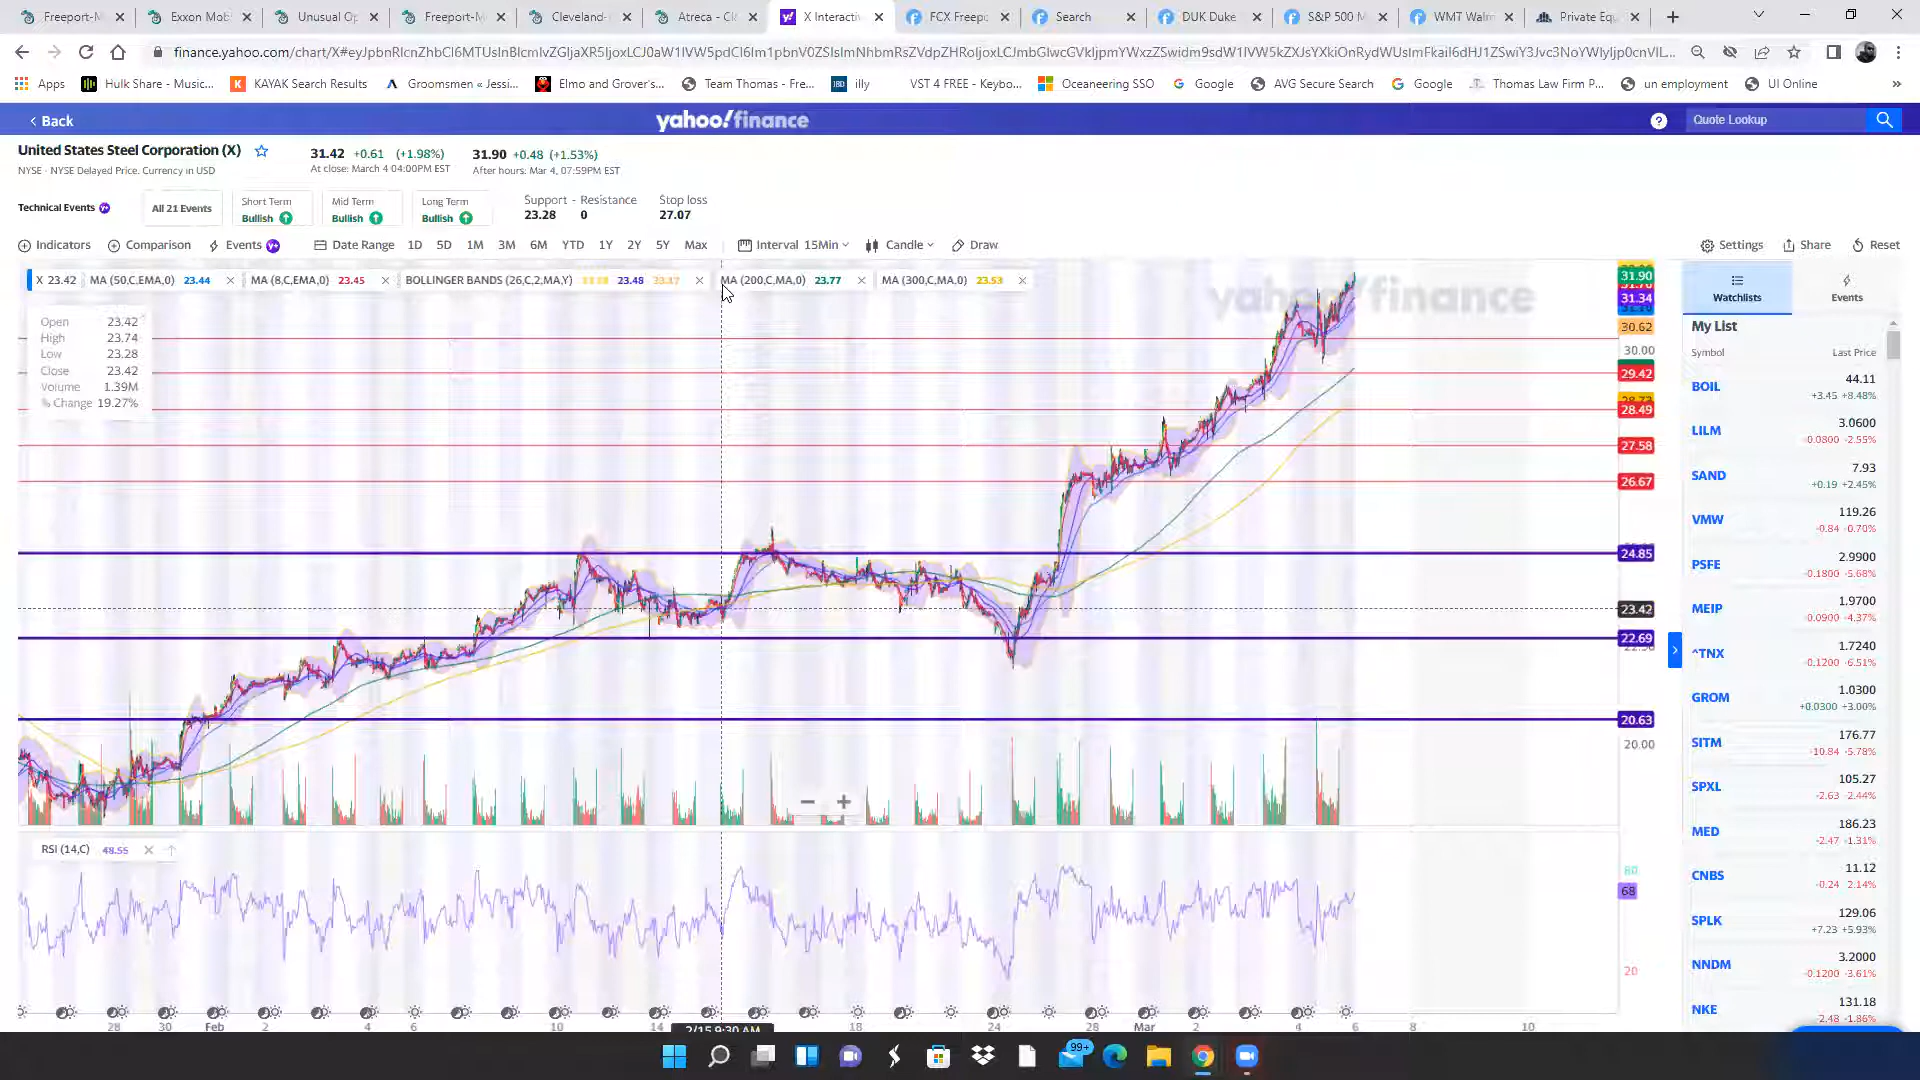 Freeport-M
Exxon Mob
Unusual Op
Freeport-M
Cleveland-
Atreca - Cl
X Interactiv
FCX Freepo
Search
DUK Duke
S&P 500 M
WMT Walm
Private Equ
Apps
Hulk Share - Music...
KAYAK Search Results
Groomsmen « Jessi...
Elmo and Grover's...
Team Thomas - Fre...
illy
VST 4 FREE - Keybo...
Oceaneering SSO
Google
AVG Secure Search
Google
Thomas Law Firm P...
un employment
UI Online
»
Back
yahoo!finance
Quote Lookup
United States Steel Corporation (X)
31.42 +0.61 (+1.98%)
31.90 +0.48 (+1.53%)
NYSE - NYSE Delayed Price. Currency in USD
At close: March 4 04:00PM EST
After hours: Mar 4, 07:59PM EST
Technical Events
All 21 Events
Short Term
Bullish
Mid Term
Bullish
Long Term
Bullish
Support - Resistance
23.28 0
Stop loss
27.07
Indicators
Comparison
Events
Date Range
1D 5D 1M 3M 6M YTD 1Y 2Y 5Y Max
Interval 15Min
Candle
Draw
Settings
Share
Reset
X 23.42
MA (50,C,EMA,0) 23.44
MA (8,C,EMA,0) 23.45
BOLLINGER BANDS (26,C,2,MA,Y) 23.48
MA (200,C,MA,0) 23.77
MA (300,C,MA,0) 23.53
Open 23.42
High 23.74
Low 23.28
Close 23.42
Volume 1.39M
% Change 19.27%
31.90
31.34
30.62
30.00
29.42
28.49
27.58
26.67
24.85
23.42
22.69
20.63
20.00
RSI (14,C) 48.55
80
68
20
28 30 Feb 2 4 6 10 14 18 24 28 Mar 2 4 6 8 10
2/15 9:30 AM
Watchlists
Events
My List
Symbol Last Price
BOIL 44.11
+3.45 +8.48%
LILM 3.0600
-0.0800 -2.55%
SAND 7.93
+0.19 +2.45%
VMW 119.26
-0.84 -0.70%
PSFE 2.9900
-0.1800 -5.68%
MEIP 1.9700
-0.0900 -4.37%
^TNX 1.7240
-0.1200 -6.51%
GROM 1.0300
+0.0300 +3.00%
SITM 176.77
-10.84 -5.78%
SPXL 105.27
-2.63 -2.44%
MED 186.23
-2.47 -1.31%
CNBS 11.12
-0.24 2.14%
SPLK 129.06
+7.23 +5.93%
NNDM 3.2000
-0.1200 -3.61%
NKE 131.18
-2.48 -1.86%
99+